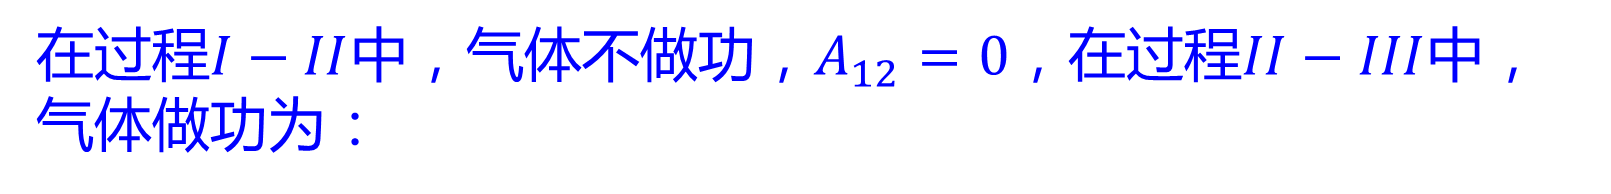 在过程I − II中，气体不做功，A₁₂ = 0，在过程II − III中，
气体做功为：